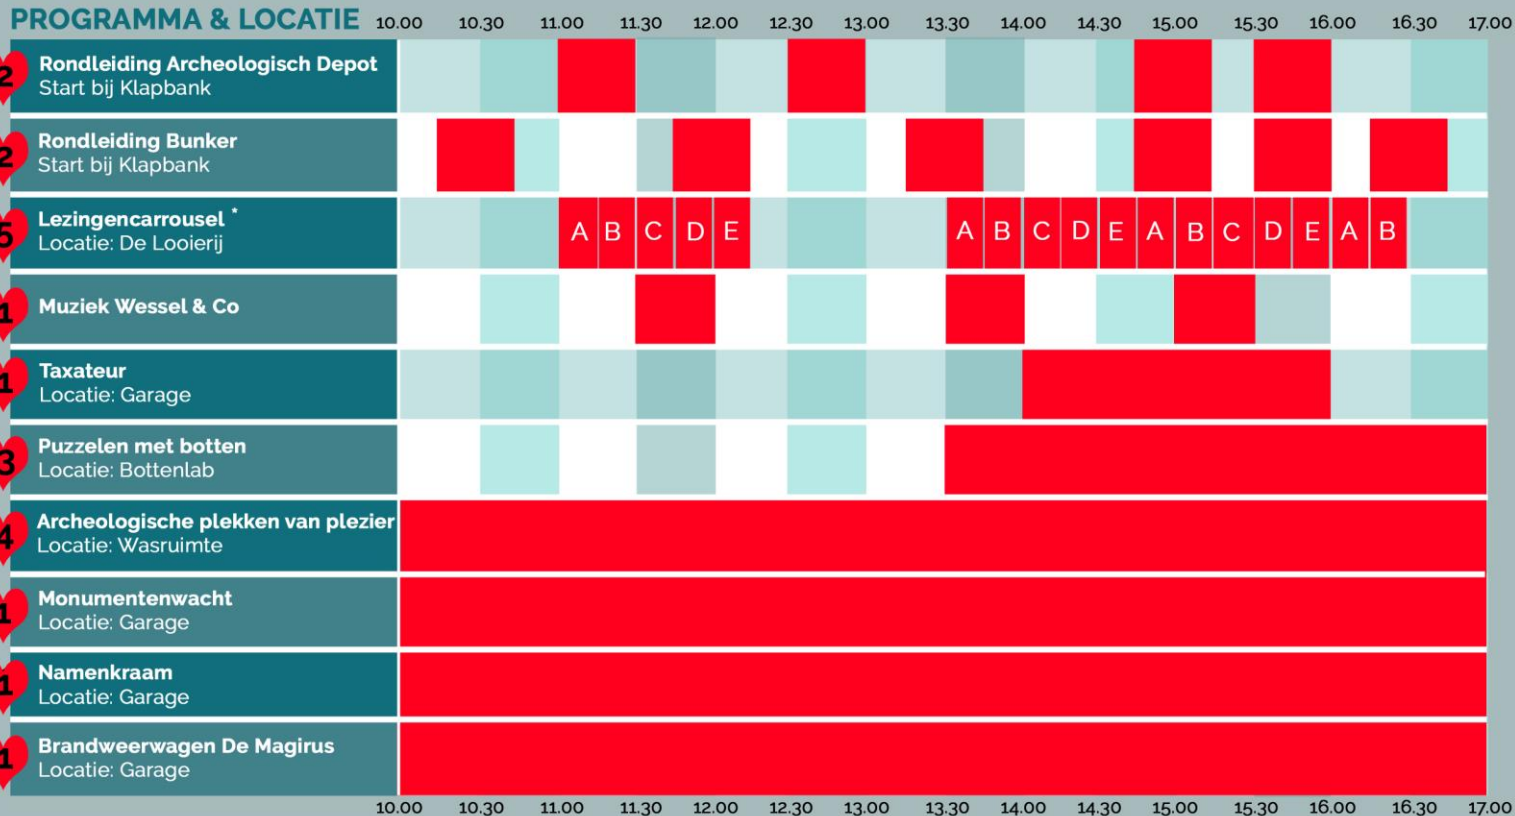 PROGRAMMA & LOCATIE 10.00 10.30 11.00 11.30 12.00 12.30 13.00 13.30 14.00 14.30 15.00 15.30 16.00 16.30 17.00
2 Rondleiding Archeologisch Depot
Start bij Klapbank
2 Rondleiding Bunker
Start bij Klapbank
5 Lezingencarrousel * A B C D E A B C D E A B C D E A B
Locatie: De Looierij
1 Muziek Wessel & Co
1 Taxateur
Locatie: Garage
3 Puzzelen met botten
Locatie: Bottenlab
4 Archeologische plekken van plezier
Locatie: Wasruimte
1 Monumentenwacht
Locatie: Garage
1 Namenkraam
Locatie: Garage
1 Brandweerwagen De Magirus
Locatie: Garage
10.00 10.30 11.00 11.30 12.00 12.30 13.00 13.30 14.00 14.30 15.00 15.30 16.00 16.30 17.00